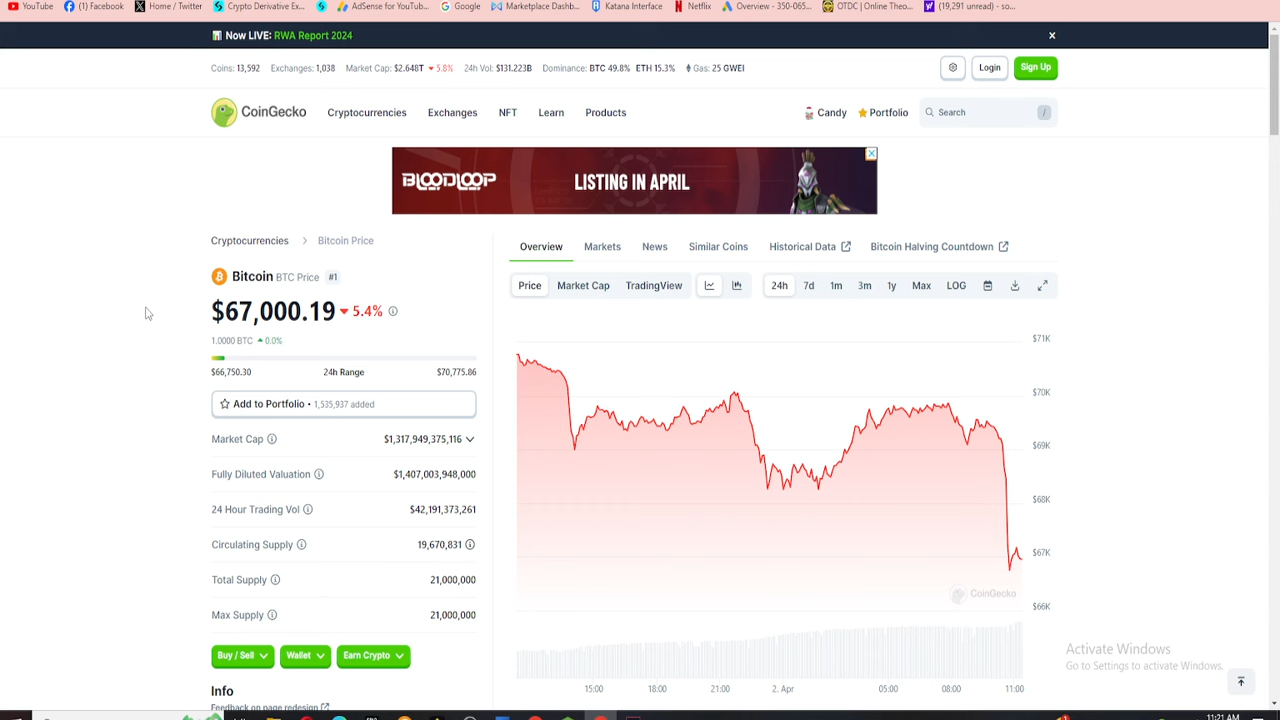 YouTube (1) Facebook Home / Twitter Crypto Derivative Ex... AdSense for YouTub... Google Marketplace Dashb... Katana Interface Netflix Overview - 350-065... OTDC | Online Theo... (19,291 unread) - so...
Now LIVE: RWA Report 2024
Coins: 13,592 Exchanges: 1,038 Market Cap: $2.648T 5.8% 24h Vol: $131.223B Dominance: BTC 49.8% ETH 15.3% Gas: 25 GWEI Login Sign Up
CoinGecko Cryptocurrencies Exchanges NFT Learn Products Candy Portfolio Search /
BLOODLOOP LISTING IN APRIL
Cryptocurrencies > Bitcoin Price
Overview Markets News Similar Coins Historical Data Bitcoin Halving Countdown
Bitcoin BTC Price #1
Price Market Cap TradingView 24h 7d 1m 3m 1y Max LOG
$67,000.19 5.4%
1.0000 BTC 0.0%
$66,750.30 24h Range $70,775.86
Add to Portfolio • 1,535,937 added
Market Cap $1,317,949,375,116
Fully Diluted Valuation $1,407,003,948,000
24 Hour Trading Vol $42,191,373,261
Circulating Supply 19,670,831
Total Supply 21,000,000
Max Supply 21,000,000
Buy / Sell Wallet Earn Crypto
Info
Feedback on page redesign
$71K
$70K
$69K
$68K
$67K
CoinGecko
$66K
15:00 18:00 21:00 2. Apr 05:00 08:00 11:00
Activate Windows
Go to Settings to activate Windows.
11:21 AM